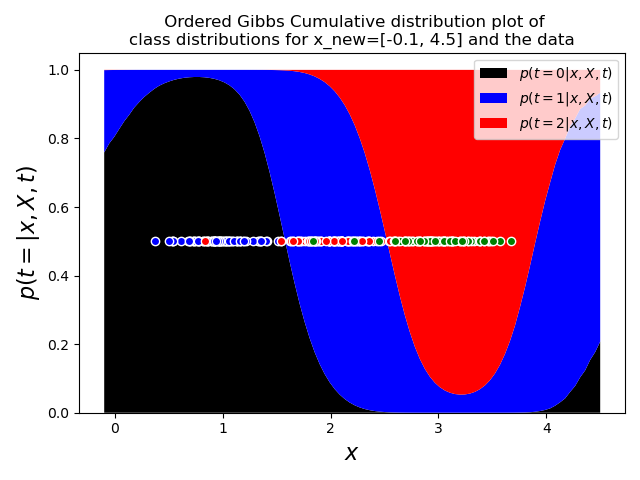 Ordered Gibbs Cumulative distribution plot of
class distributions for x_new=[-0.1, 4.5] and the data
p(t=|x,X,t)
1.0
0.8
0.6
0.4
0.2
0.0
p(t=0|x,X,t)
p(t=1|x,X,t)
p(t=2|x,X,t)
0 1 2 3 4
x